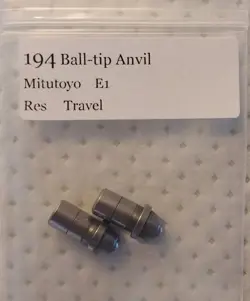 194 Ball-tip Anvil
Mitutoyo E1
Res Travel